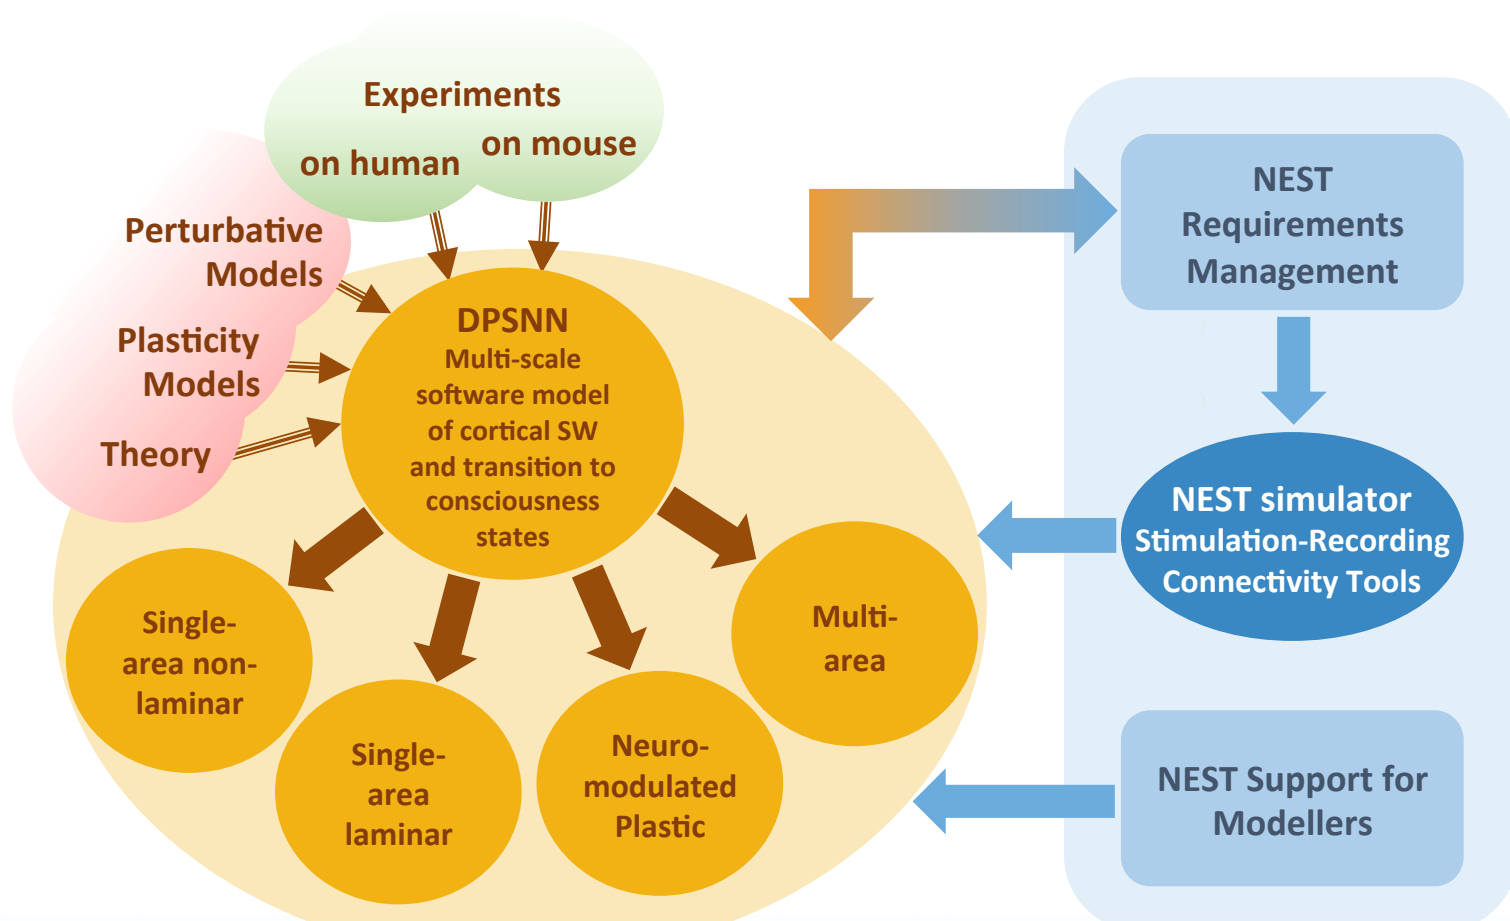 Experiments
on human
on mouse
Perturbative
Models
Plasticity
Models
Theory
DPSNN
Multi-scale
software model
of cortical SW
and transition to
consciousness
states
Single-
area non-
laminar
Single-
area
laminar
Neuro-
modulated
Plastic
Multi-
area
NEST
Requirements
Management
NEST simulator
Stimulation-Recording
Connectivity Tools
NEST Support for
Modellers